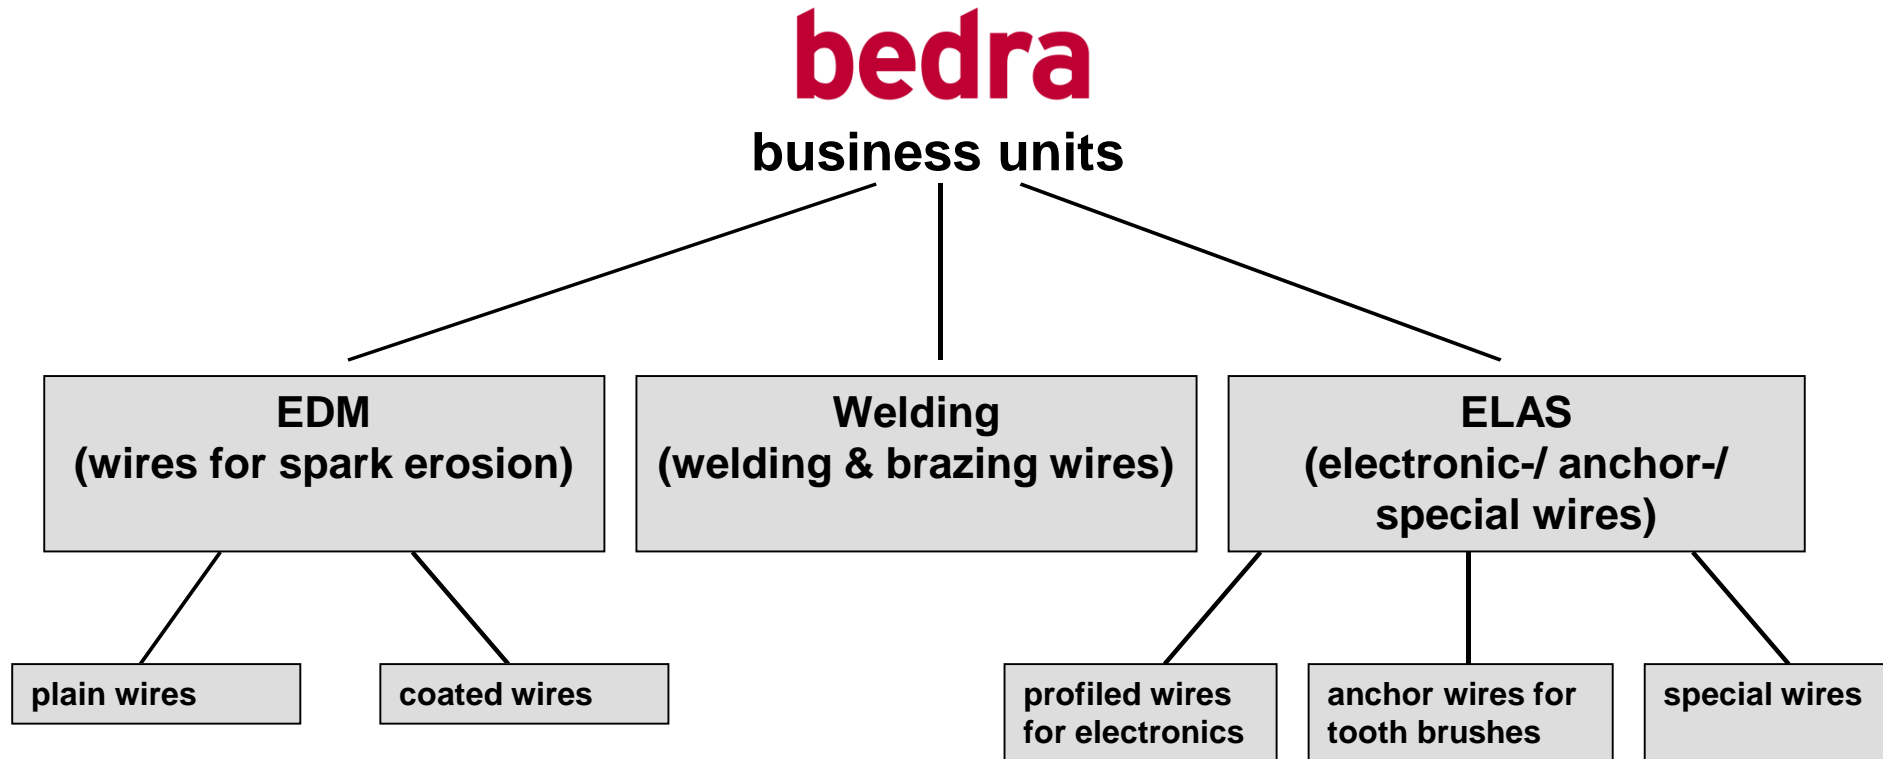 bedra
business units
EDM
(wires for spark erosion)
Welding
(welding & brazing wires)
ELAS
(electronic-/ anchor-/
special wires)
plain wires
coated wires
profiled wires
for electronics
anchor wires for
tooth brushes
special wires